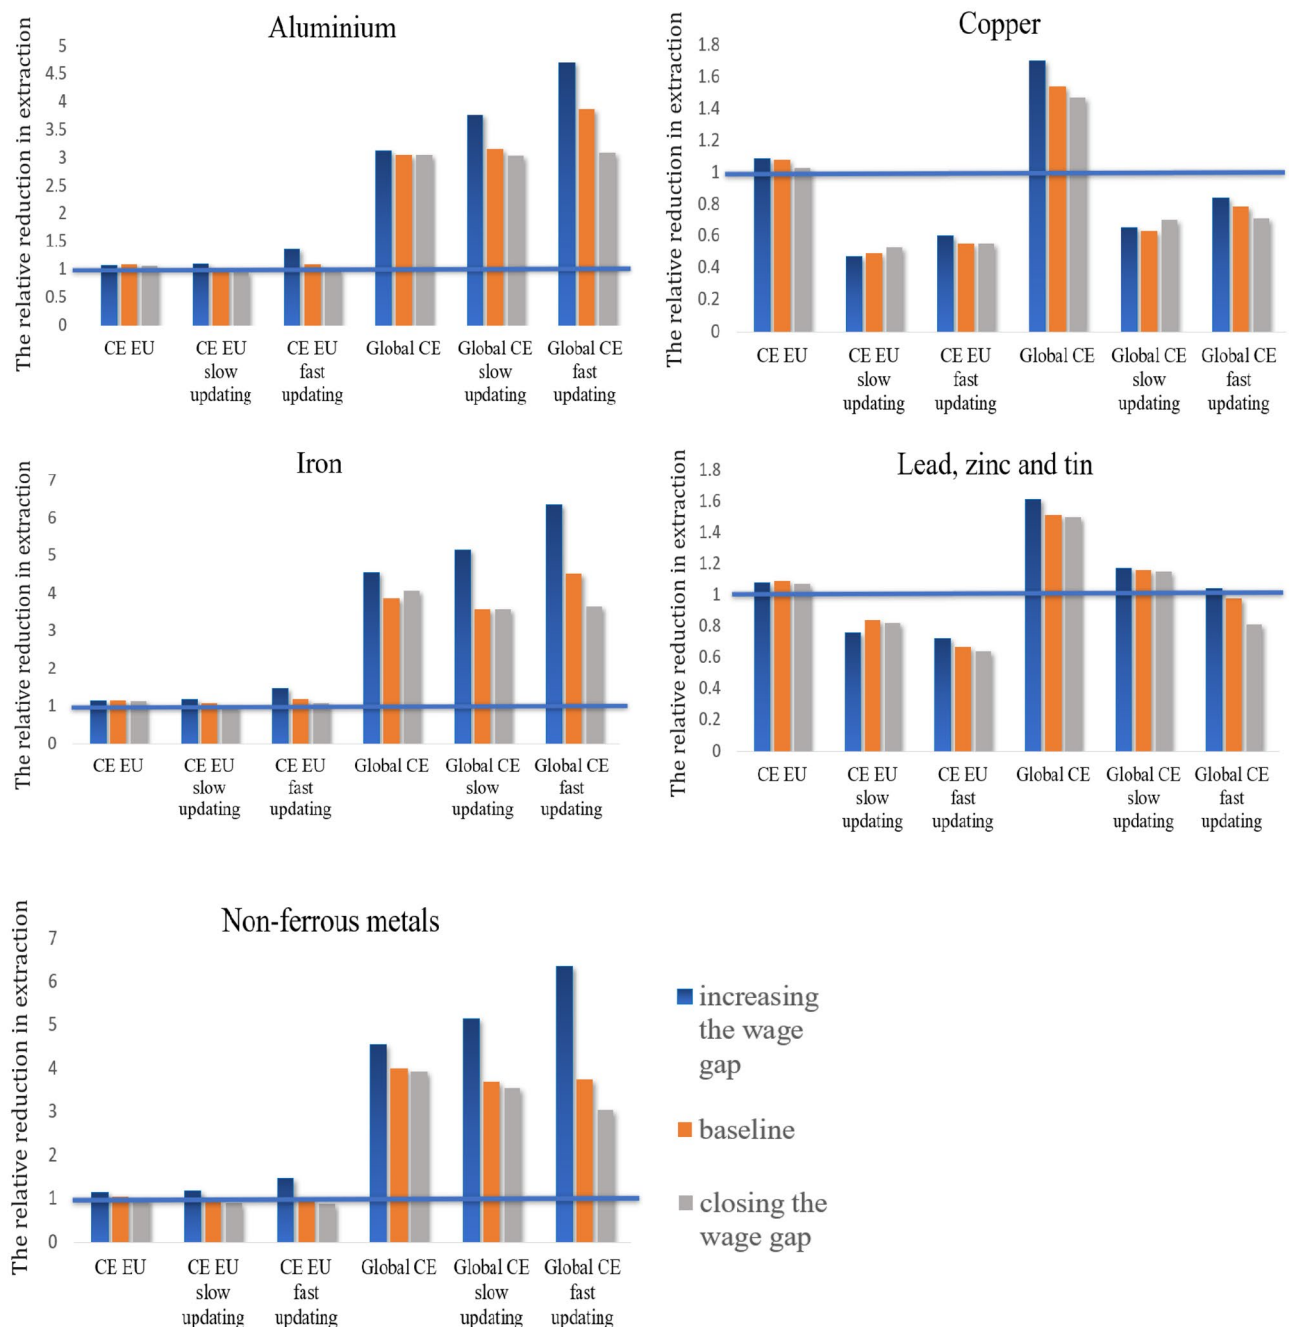 Aluminium
The relative reduction in extraction
5
4.5
4
3.5
3
2.5
2
1.5
1
0.5
0
CE EU
CE EU
slow
updating
CE EU
fast
updating
Global CE
Global CE
slow
updating
Global CE
fast
updating
Copper
The relative reduction in extraction
1.8
1.6
1.4
1.2
1
0.8
0.6
0.4
0.2
0
CE EU
CE EU
slow
updating
CE EU
fast
updating
Global CE
Global CE
slow
updating
Global CE
fast
updating
Iron
The relative reduction in extraction
7
6
5
4
3
2
1
0
CE EU
CE EU
slow
updating
CE EU
fast
updating
Global CE
Global CE
slow
updating
Global CE
fast
updating
Lead, zinc and tin
The relative reduction in extraction
1.8
1.6
1.4
1.2
1
0.8
0.6
0.4
0.2
0
CE EU
CE EU
slow
updating
CE EU
fast
updating
Global CE
Global CE
slow
updating
Global CE
fast
updating
Non-ferrous metals
The relative reduction in extraction
7
6
5
4
3
2
1
0
CE EU
CE EU
slow
updating
CE EU
fast
updating
Global CE
Global CE
slow
updating
Global CE
fast
updating
increasing
the wage
gap
baseline
closing the
wage gap